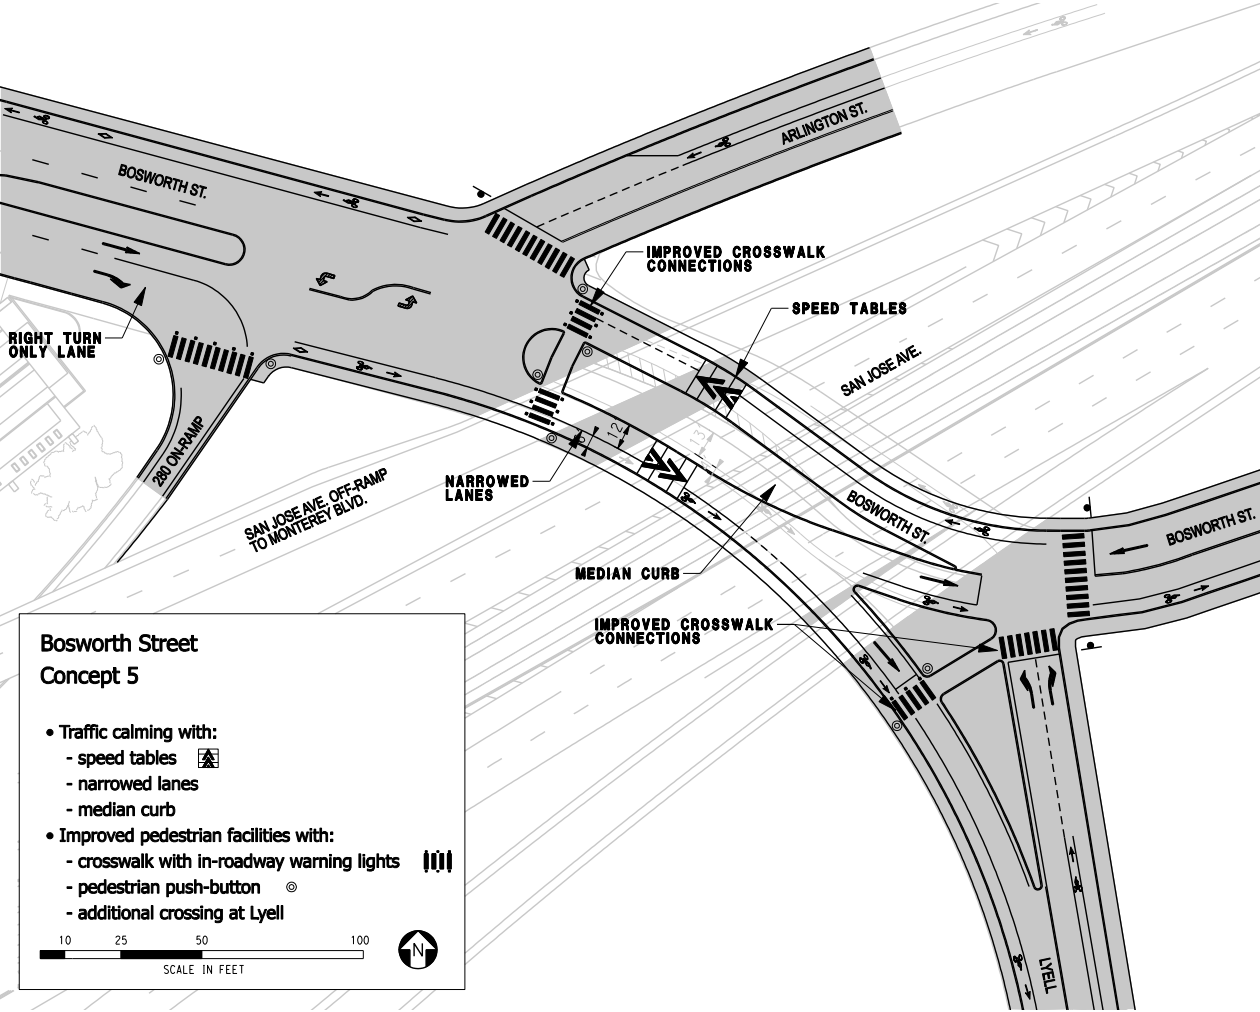 ARLINGTON ST.
BOSWORTH ST.
IMPROVED CROSSWALK
CONNECTIONS
SPEED TABLES
RIGHT TURN
ONLY LANE
SAN JOSE AVE.
280 ON-RAMP
12
13
NARROWED
LANES
SAN JOSE AVE. OFF-RAMP
TO MONTEREY BLVD.
BOSWORTH ST.
BOSWORTH ST.
MEDIAN CURB
IMPROVED CROSSWALK
CONNECTIONS
LYELL
Bosworth Street
Concept 5
• Traffic calming with:
- speed tables
- narrowed lanes
- median curb
• Improved pedestrian facilities with:
- crosswalk with in-roadway warning lights
- pedestrian push-button
- additional crossing at Lyell
10 25 50 100
SCALE IN FEET
N